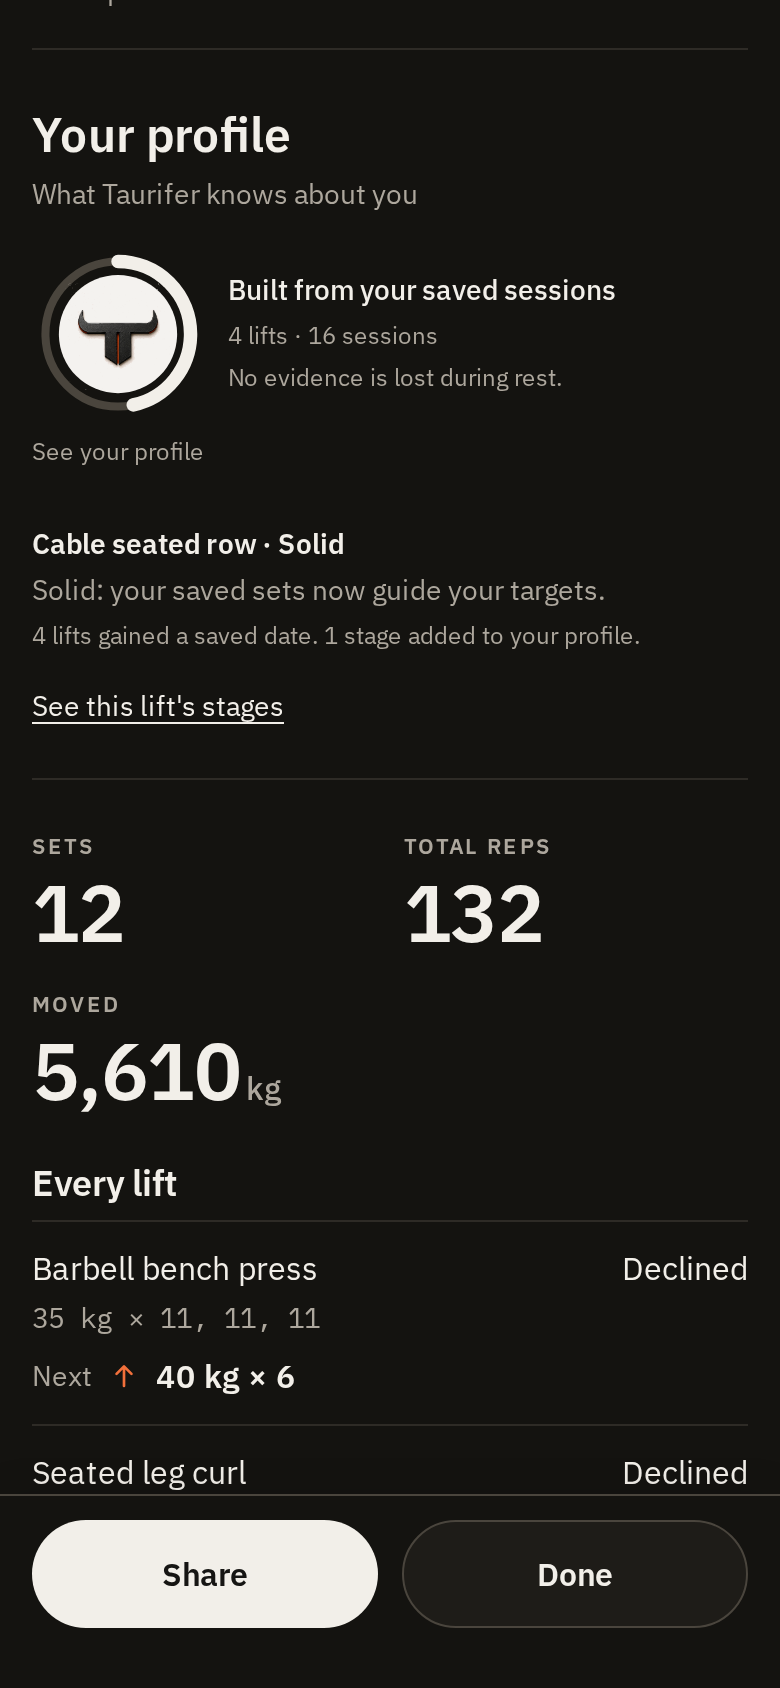 Your profile
What Taurifer knows about you
Built from your saved sessions
4 lifts · 16 sessions
No evidence is lost during rest.
See your profile
Cable seated row · Solid
Solid: your saved sets now guide your targets.
4 lifts gained a saved date. 1 stage added to your profile.
See this lift's stages
SETS
TOTAL REPS
12
132
MOVED
5,610 kg
Every lift
Barbell bench press
Declined
35 kg × 11, 11, 11
Next ↑ 40 kg × 6
Seated leg curl
Declined
Share
Done